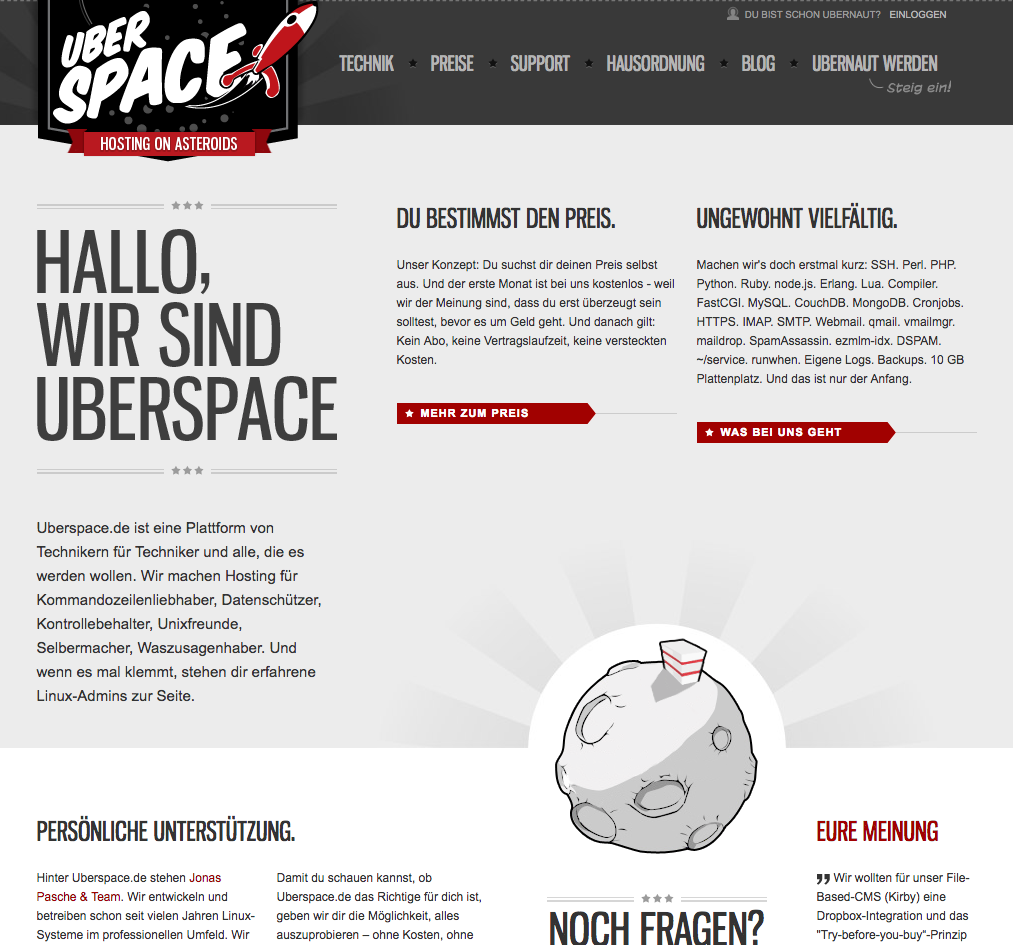 DU BIST SCHON UBERNAUT? EINLOGGEN
UBER
SPACE
HOSTING ON ASTEROIDS
TECHNIK ★ PREISE ★ SUPPORT ★ HAUSORDNUNG ★ BLOG ★ UBERNAUT WERDEN
Steig ein!
HALLO,
WIR SIND
UBERSPACE
Uberspace.de ist eine Plattform von
Technikern für Techniker und alle, die es
werden wollen. Wir machen Hosting für
Kommandozeilenliebhaber, Datenschützer,
Kontrollebehalter, Unixfreunde,
Selbermacher, Waszusagenhaber. Und
wenn es mal klemmt, stehen dir erfahrene
Linux-Admins zur Seite.
DU BESTIMMST DEN PREIS.
Unser Konzept: Du suchst dir deinen Preis selbst
aus. Und der erste Monat ist bei uns kostenlos - weil
wir der Meinung sind, dass du erst überzeugt sein
solltest, bevor es um Geld geht. Und danach gilt:
Kein Abo, keine Vertragslaufzeit, keine versteckten
Kosten.
★ MEHR ZUM PREIS
UNGEWOHNT VIELFÄLTIG.
Machen wir's doch erstmal kurz: SSH. Perl. PHP.
Python. Ruby. node.js. Erlang. Lua. Compiler.
FastCGI. MySQL. CouchDB. MongoDB. Cronjobs.
HTTPS. IMAP. SMTP. Webmail. qmail. vmailmgr.
maildrop. SpamAssassin. ezmlm-idx. DSPAM.
~/service. runwhen. Eigene Logs. Backups. 10 GB
Plattenplatz. Und das ist nur der Anfang.
★ WAS BEI UNS GEHT
PERSÖNLICHE UNTERSTÜTZUNG.
Hinter Uberspace.de stehen Jonas
Pasche & Team. Wir entwickeln und
betreiben schon seit vielen Jahren Linux-
Systeme im professionellen Umfeld. Wir
Damit du schauen kannst, ob
Uberspace.de das Richtige für dich ist,
geben wir dir die Möglichkeit, alles
auszuprobieren – ohne Kosten, ohne
NOCH FRAGEN?
EURE MEINUNG
❞ Wir wollten für unser File-
Based-CMS (Kirby) eine
Dropbox-Integration und das
"Try-before-you-buy"-Prinzip